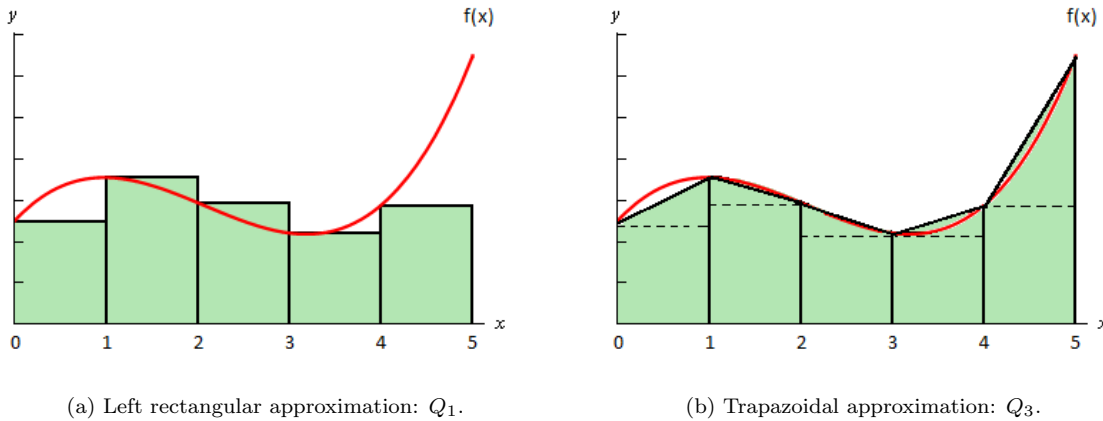 y f(x)
x
0 1 2 3 4 5
(a) Left rectangular approximation: Q₁.
y f(x)
x
0 1 2 3 4 5
(b) Trapazoidal approximation: Q₃.